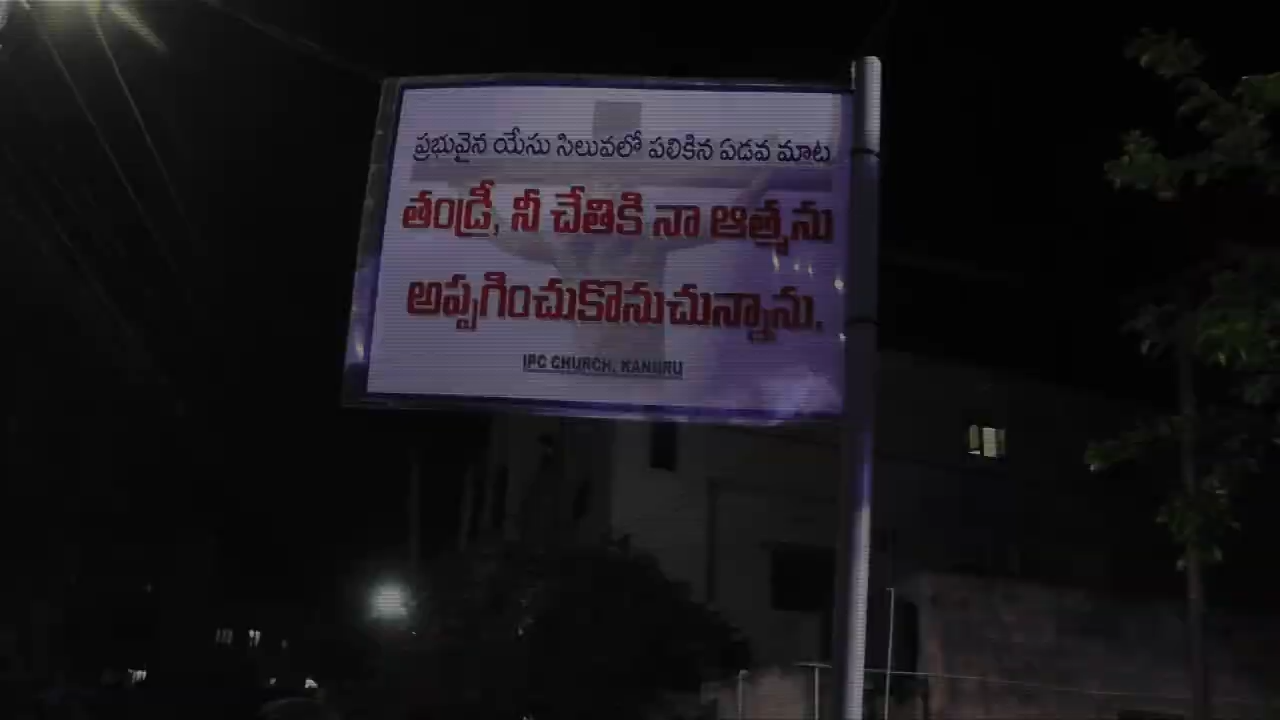 ప్రభువైన యేసు సిలువలో పలికిన ఏడవ మాట
తండ్రీ, నీ చేతికి నా ఆత్మను
అప్పగించుకొనుచున్నాను.
IPC CHURCH, KANURU